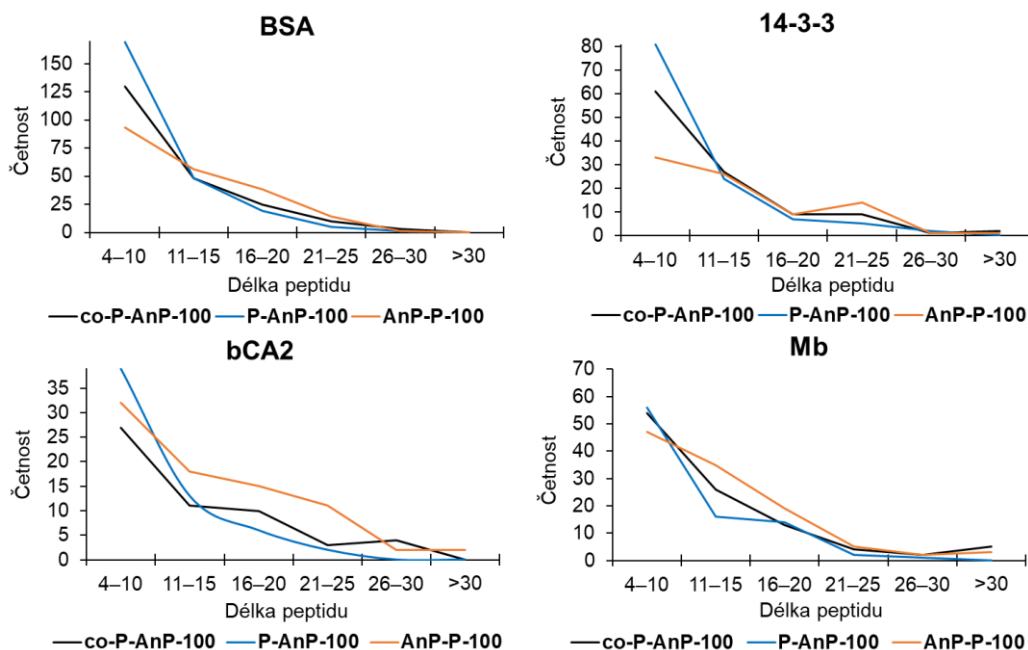 BSA
Četnost
150
125
100
75
50
25
0
4–10 11–15 16–20 21–25 26–30 >30
Délka peptidu
co-P-AnP-100 P-AnP-100 AnP-P-100
14-3-3
Četnost
80
70
60
50
40
30
20
10
0
4–10 11–15 16–20 21–25 26–30 >30
Délka peptidu
co-P-AnP-100 P-AnP-100 AnP-P-100
bCA2
Četnost
35
30
25
20
15
10
5
0
4–10 11–15 16–20 21–25 26–30 >30
Délka peptidu
co-P-AnP-100 P-AnP-100 AnP-P-100
Mb
Četnost
70
60
50
40
30
20
10
0
4–10 11–15 16–20 21–25 26–30 >30
Délka peptidu
co-P-AnP-100 P-AnP-100 AnP-P-100